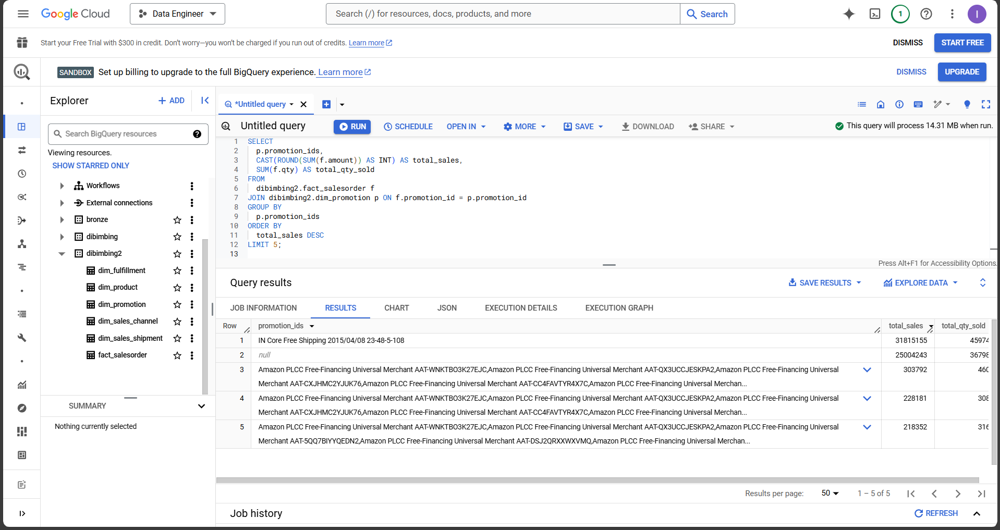 Google Cloud
Data Engineer
Search (/) for resources, docs, products, and more
Search
1
I
Start your Free Trial with $300 in credit. Don't worry—you won't be charged if you run out of credits. Learn more
DISMISS
START FREE
SANDBOX Set up billing to upgrade to the full BigQuery experience. Learn more
DISMISS
UPGRADE
Explorer
+ ADD
Search BigQuery resources
Viewing resources.
SHOW STARRED ONLY
Workflows
External connections
bronze
dibimbing
dibimbing2
dim_fulfillment
dim_product
dim_promotion
dim_sales_channel
dim_sales_shipment
fact_salesorder
SUMMARY
Nothing currently selected
*Untitled query
Untitled query
RUN
SCHEDULE
OPEN IN
MORE
SAVE
DOWNLOAD
SHARE
This query will process 14.31 MB when run.
1 SELECT
2 p.promotion_ids,
3 CAST(ROUND(SUM(f.amount)) AS INT) AS total_sales,
4 SUM(f.qty) AS total_qty_sold
5 FROM
6 dibimbing2.fact_salesorder f
7 JOIN dibimbing2.dim_promotion p ON f.promotion_id = p.promotion_id
8 GROUP BY
9 p.promotion_ids
10 ORDER BY
11 total_sales DESC
12 LIMIT 5;
13
Press Alt+F1 for Accessibility Options.
Query results
SAVE RESULTS
EXPLORE DATA
JOB INFORMATION
RESULTS
CHART
JSON
EXECUTION DETAILS
EXECUTION GRAPH
Row promotion_ids total_sales total_qty_sold
1 IN Core Free Shipping 2015/04/08 23-48-5-108 31815155 45974
2 null 25004243 36798
3 Amazon PLCC Free-Financing Universal Merchant AAT-WNKTBO3K27EJC,Amazon PLCC Free-Financing Universal Merchant AAT-QX3UCCJESKPA2,Amazon PLCC Free-Financing Universal 303792 460
Merchant AAT-CXJHMC2YJUK76,Amazon PLCC Free-Financing Universal Merchant AAT-CC4FAVTYR4X7C,Amazon PLCC Free-Financing Universal Merchan...
4 Amazon PLCC Free-Financing Universal Merchant AAT-WNKTBO3K27EJC,Amazon PLCC Free-Financing Universal Merchant AAT-QX3UCCJESKPA2,Amazon PLCC Free-Financing Universal 228181 308
Merchant AAT-CXJHMC2YJUK76,Amazon PLCC Free-Financing Universal Merchant AAT-CC4FAVTYR4X7C,Amazon PLCC Free-Financing Universal Merchan...
5 Amazon PLCC Free-Financing Universal Merchant AAT-WNKTBO3K27EJC,Amazon PLCC Free-Financing Universal Merchant AAT-QX3UCCJESKPA2,Amazon PLCC Free-Financing Universal 218352 316
Merchant AAT-5QQ7BIYYQEDN2,Amazon PLCC Free-Financing Universal Merchant AAT-DSJ2QRXXWXVMQ,Amazon PLCC Free-Financing Universal Merchan...
Results per page: 50 1 – 5 of 5
Job history
REFRESH